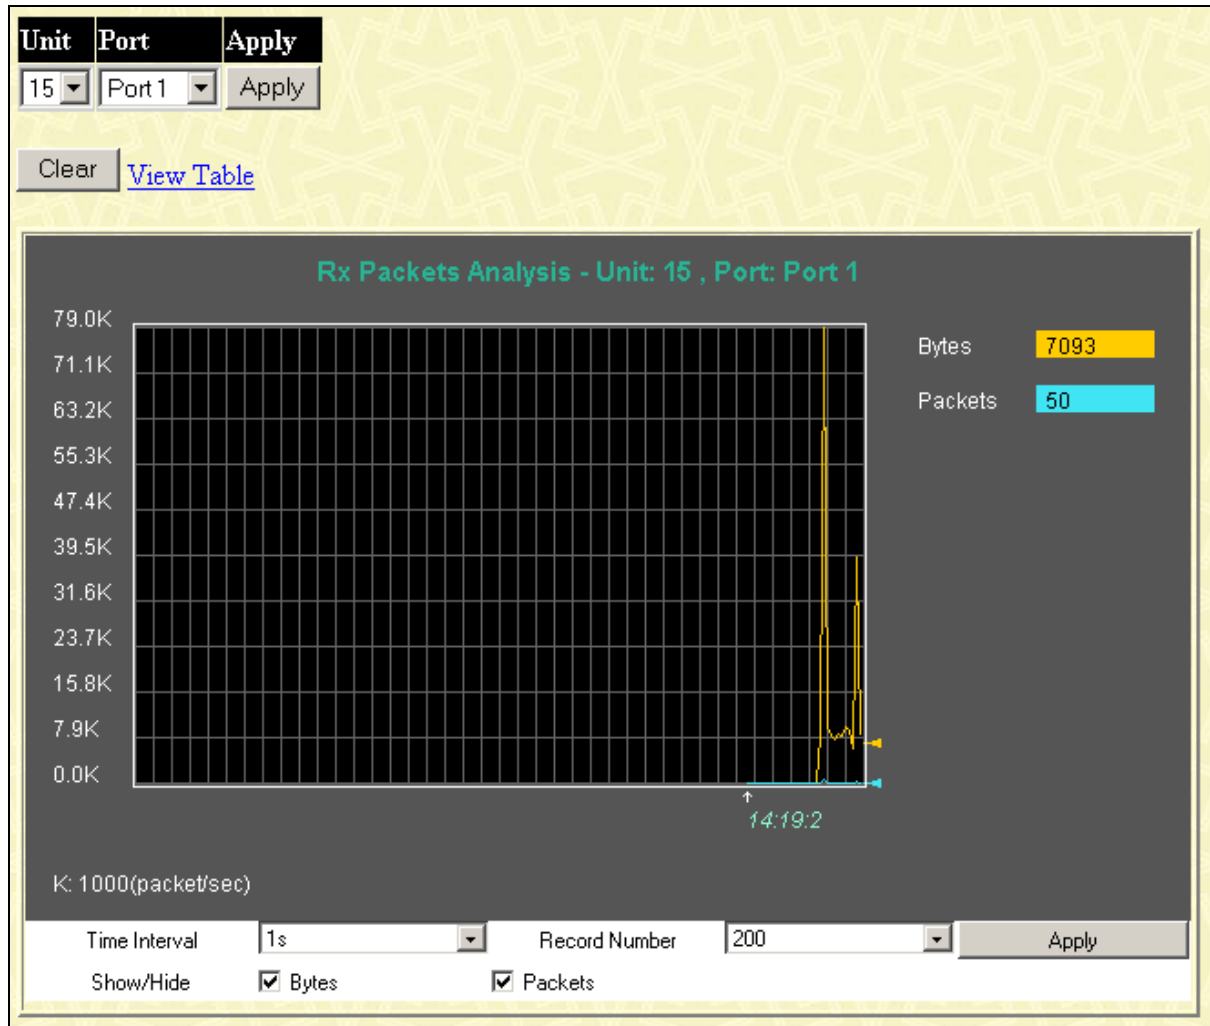 Unit Port Apply
15 Port 1 Apply
Clear View Table
Rx Packets Analysis - Unit: 15 , Port: Port 1
79.0K
71.1K
63.2K
55.3K
47.4K
39.5K
31.6K
23.7K
15.8K
7.9K
0.0K
Bytes 7093
Packets 50
14:19:2
K: 1000(packet/sec)
Time Interval 1s Record Number 200 Apply
Show/Hide Bytes Packets